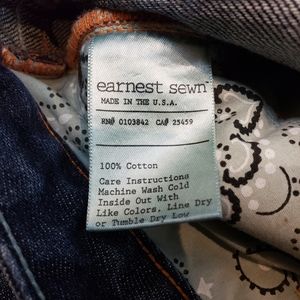 earnest sewn™
MADE IN THE U.S.A.
RN# 0103842 CA# 25459
100% Cotton
Care Instructions
Machine Wash Cold
Inside Out With
Like Colors. Line Dry
or Tumble Dry Low